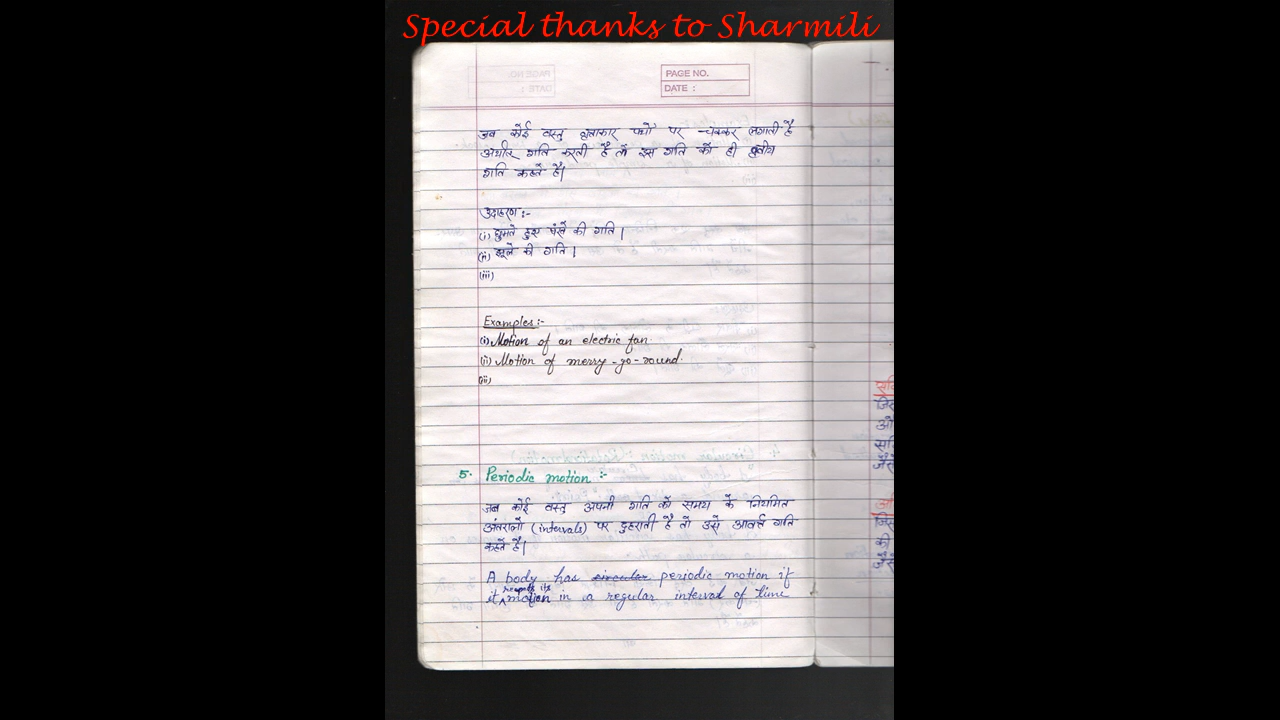 Special thanks to Sharmili
PAGE NO.
DATE :
जब कोई वस्तु वृत्ताकार पथों पर चक्कर लगाती है
अर्थात् गति करती है तो इस गति को ही वृतीय
गति कहते है।
उदाहरण :-
(i) घुमते हुए पंखे की गति।
(ii) झूले की गति।
(iii)
Examples :-
(i) Motion of an electric fan.
(ii) Motion of merry-go-round.
(iii)
5. Periodic motion :-
जब कोई वस्तु अपनी गति को समय के नियमित
अंतरालो (intervals) पर दुहराती है तो उसे आवर्त्त गति
कहते है।
A body has circular periodic motion if
it repeats its motion in a regular interval of time